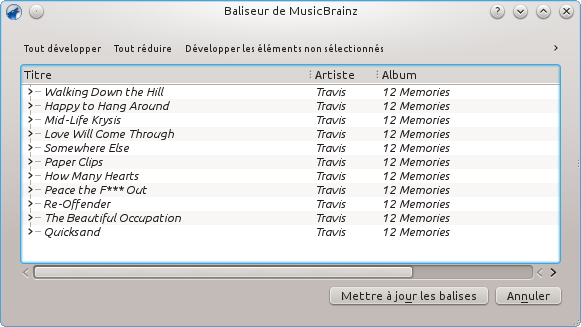 Baliseur de MusicBrainz
Tout développer Tout réduire Développer les éléments non sélectionnés
Titre Artiste Album
Walking Down the Hill Travis 12 Memories
Happy to Hang Around Travis 12 Memories
Mid-Life Krysis Travis 12 Memories
Love Will Come Through Travis 12 Memories
Somewhere Else Travis 12 Memories
Paper Clips Travis 12 Memories
How Many Hearts Travis 12 Memories
Peace the F*** Out Travis 12 Memories
Re-Offender Travis 12 Memories
The Beautiful Occupation Travis 12 Memories
Quicksand Travis 12 Memories
Mettre à jour les balises Annuler